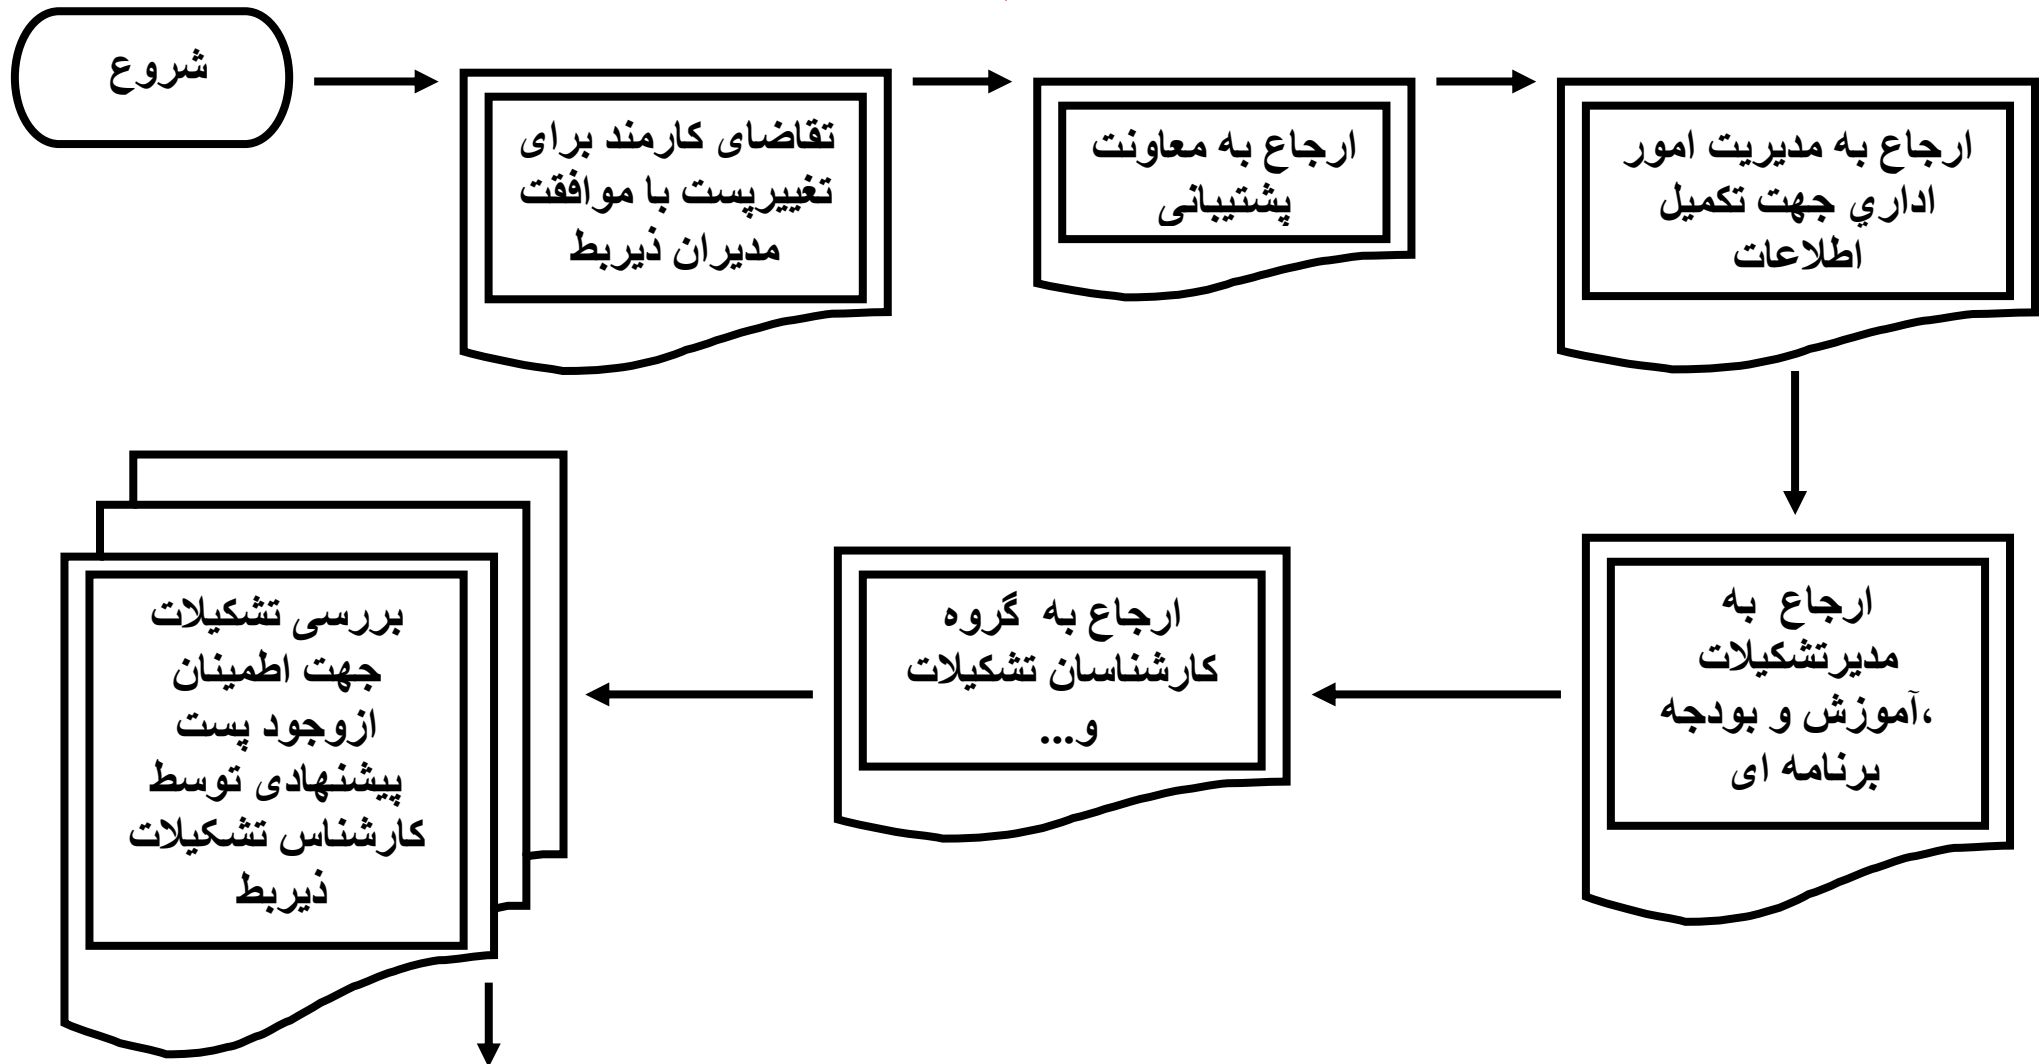 شروع
تقاضای کارمند برای
تغییرپست با موافقت
مدیران ذیربط
ارجاع به معاونت
پشتیبانی
ارجاع به مدیریت امور
اداري جهت تکمیل
اطلاعات
ارجاع به
مدیرتشکیلات
،آموزش و بودجه
برنامه ای
ارجاع به گروه
کارشناسان تشکیلات
و...
بررسی تشکیلات
جهت اطمینان
ازوجود پست
پیشنهادی توسط
کارشناس تشکیلات
ذیربط